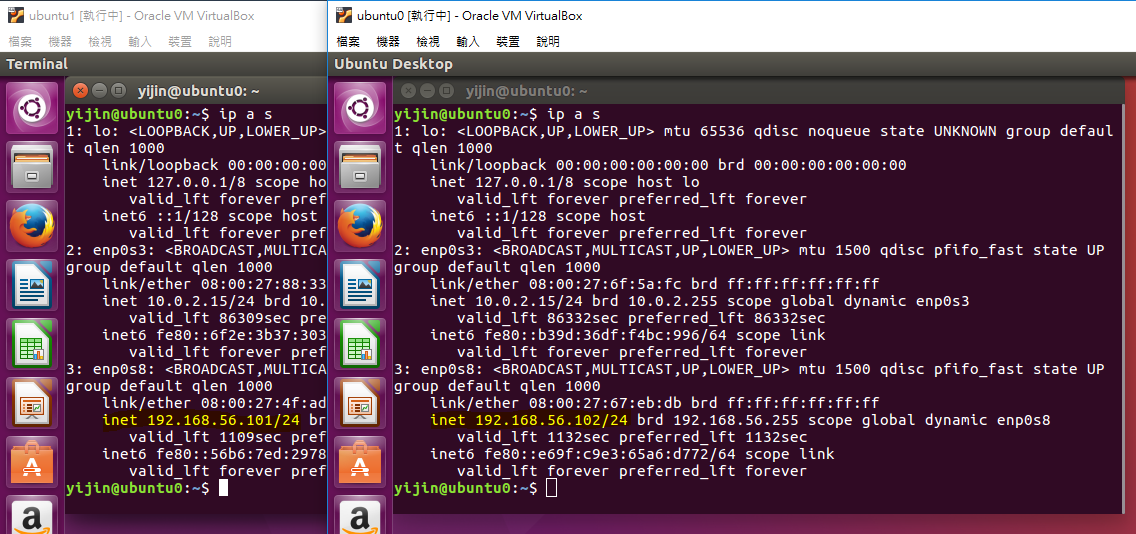 ubuntu1 [執行中] - Oracle VM VirtualBox
檔案 機器 檢視 輸入 裝置 說明
Terminal
yijin@ubuntu0: ~
yijin@ubuntu0:~$ ip a s
1: lo: <LOOPBACK,UP,LOWER_UP>
t qlen 1000
link/loopback 00:00:00:00
inet 127.0.0.1/8 scope ho
valid_lft forever pref
inet6 ::1/128 scope host
valid_lft forever pref
2: enp0s3: <BROADCAST,MULTICAS
group default qlen 1000
link/ether 08:00:27:88:33
inet 10.0.2.15/24 brd 10.
valid_lft 86309sec pre
inet6 fe80::6f2e:3b37:303
valid_lft forever pref
3: enp0s8: <BROADCAST,MULTICAS
group default qlen 1000
link/ether 08:00:27:4f:ad
inet 192.168.56.101/24 br
valid_lft 1109sec pref
inet6 fe80::56b6:7ed:2978
valid_lft forever pref
yijin@ubuntu0:~$
ubuntu0 [執行中] - Oracle VM VirtualBox
檔案 機器 檢視 輸入 裝置 說明
Ubuntu Desktop
yijin@ubuntu0: ~
yijin@ubuntu0:~$ ip a s
1: lo: <LOOPBACK,UP,LOWER_UP> mtu 65536 qdisc noqueue state UNKNOWN group defaul
t qlen 1000
link/loopback 00:00:00:00:00:00 brd 00:00:00:00:00:00
inet 127.0.0.1/8 scope host lo
valid_lft forever preferred_lft forever
inet6 ::1/128 scope host
valid_lft forever preferred_lft forever
2: enp0s3: <BROADCAST,MULTICAST,UP,LOWER_UP> mtu 1500 qdisc pfifo_fast state UP
group default qlen 1000
link/ether 08:00:27:6f:5a:fc brd ff:ff:ff:ff:ff:ff
inet 10.0.2.15/24 brd 10.0.2.255 scope global dynamic enp0s3
valid_lft 86332sec preferred_lft 86332sec
inet6 fe80::b39d:36df:f4bc:996/64 scope link
valid_lft forever preferred_lft forever
3: enp0s8: <BROADCAST,MULTICAST,UP,LOWER_UP> mtu 1500 qdisc pfifo_fast state UP
group default qlen 1000
link/ether 08:00:27:67:eb:db brd ff:ff:ff:ff:ff:ff
inet 192.168.56.102/24 brd 192.168.56.255 scope global dynamic enp0s8
valid_lft 1132sec preferred_lft 1132sec
inet6 fe80::e69f:c9e3:65a6:d772/64 scope link
valid_lft forever preferred_lft forever
yijin@ubuntu0:~$